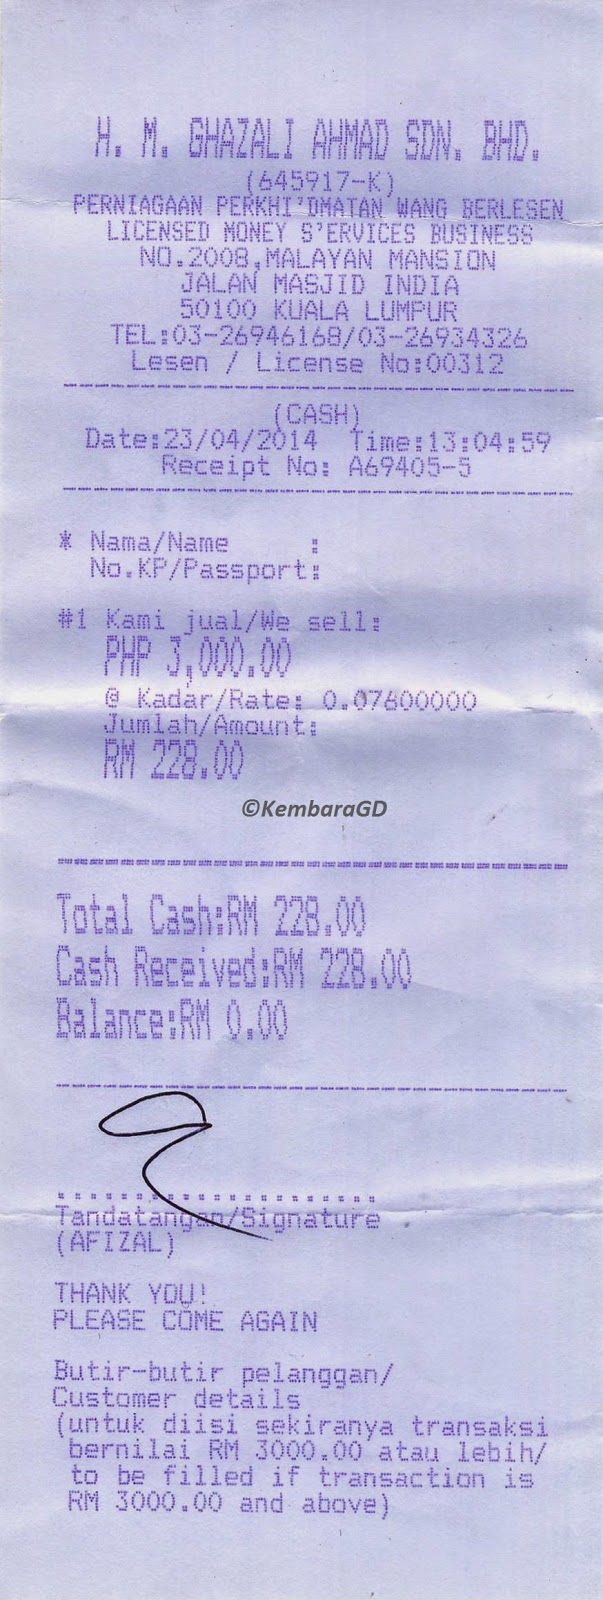 H. M. GHAZALI AHMAD SDN. BHD.
(645917-K)
PERNIAGAAN PERKHI'DMATAN WANG BERLESEN
LICENSED MONEY S'ERVICES BUSINESS
NO.2008,MALAYAN MANSION
JALAN MASJID INDIA
50100 KUALA LUMPUR
TEL:03-26946168/03-26934326
Lesen / License No:00312
(CASH)
Date:23/04/2014 Time:13:04:59
Receipt No: A69405-5
* Nama/Name :
No.KP/Passport:
#1 Kami jual/We sell:
PHP 3,000.00
@ Kadar/Rate: 0.07600000
Jumlah/Amount:
RM 228.00
©KembaraGD
Total Cash:RM 228.00
Cash Received:RM 228.00
Balance:RM 0.00
Tandatangan/Signature
(AFIZAL)
THANK YOU!
PLEASE COME AGAIN
Butir-butir pelanggan/
Customer details
(untuk diisi sekiranya transaksi
bernilai RM 3000.00 atau lebih/
to be filled if transaction is
RM 3000.00 and above)